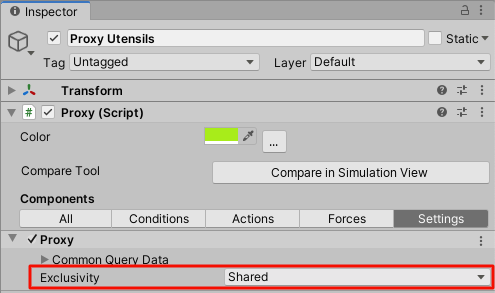 Inspector
Proxy Utensils
Static
Tag Untagged Layer Default
Transform
# Proxy (Script)
Color
...
Compare Tool Compare in Simulation View
Components
All Conditions Actions Forces Settings
Proxy
Common Query Data
Exclusivity Shared